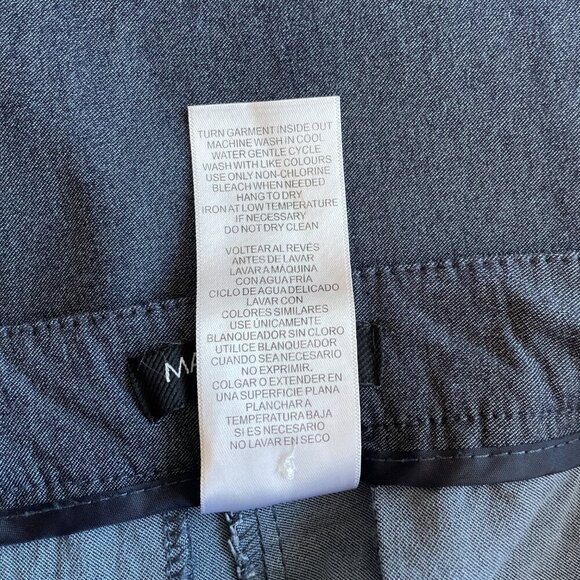 TURN GARMENT INSIDE OUT
MACHINE WASH IN COOL
WATER GENTLE CYCLE
WASH WITH LIKE COLOURS
USE ONLY NON-CHLORINE
BLEACH WHEN NEEDED
HANG TO DRY
IRON AT LOW TEMPERATURE
IF NECESSARY
DO NOT DRY CLEAN
VOLTEAR AL REVÉS
ANTES DE LAVAR
LAVAR A MÁQUINA
CON AGUA FRÍA
CICLO DE AGUA DELICADO
LAVAR CON
COLORES SIMILARES
USE ÚNICAMENTE
BLANQUEADOR SIN CLORO
UTILICE BLANQUEADOR
CUANDO SEA NECESARIO
NO EXPRIMIR.
COLGAR O EXTENDER EN
UNA SUPERFICIE PLANA
PLANCHAR A
TEMPERATURA BAJA
SI ES NECESARIO
NO LAVAR EN SECO
MA